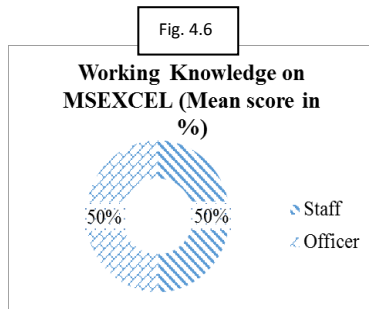 Fig. 4.6
Working Knowledge on
MSEXCEL (Mean score in
%)
50%
50%
Staff
Officer